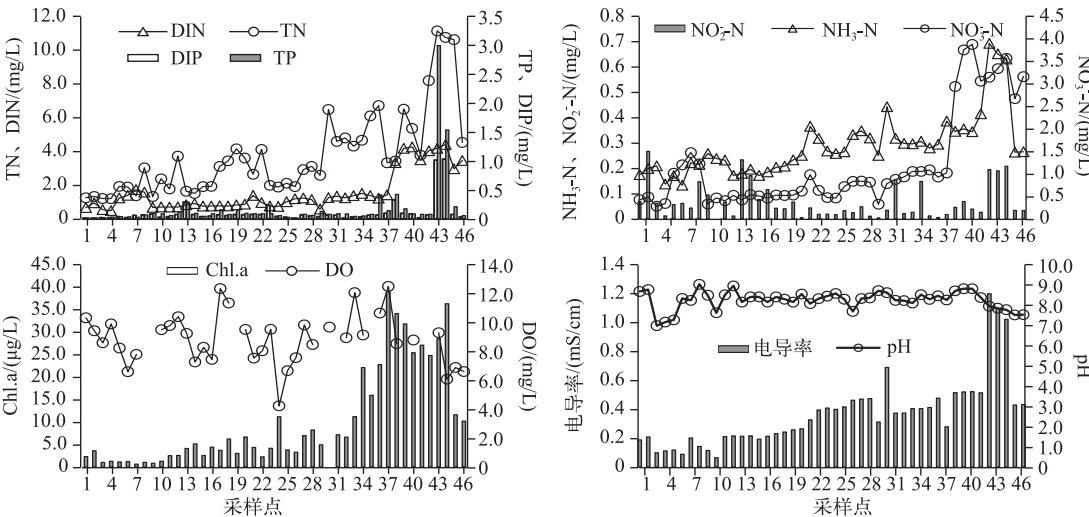 TN、DIN/(mg/L)
12.0
10.0
8.0
6.0
4.0
2.0
0
DIN
TN
DIP
TP
3.5
3.0
2.5
2.0
1.5
1.0
0.5
0
TP、DIP/(mg/L)
1 4 7 10 13 16 19 22 25 28 31 34 37 40 43 46
NH₃-N、NO₂⁻-N/(mg/L)
0.8
0.7
0.6
0.5
0.4
0.3
0.2
0.1
0
NO₂⁻-N
NH₃-N
NO₃⁻-N
4.5
4.0
3.5
3.0
2.5
2.0
1.5
1.0
0.5
0
NO₃⁻-N/(mg/L)
1 4 7 10 13 16 19 22 25 28 31 34 37 40 43 46
Chl.a/(μg/L)
45.0
40.0
35.0
30.0
25.0
20.0
15.0
10.0
5.0
0
Chl.a
DO
14.0
12.0
10.0
8.0
6.0
4.0
2.0
0
DO/(mg/L)
1 4 7 10 13 16 19 22 25 28 31 34 37 40 43 46
采样点
电导率/(mS/cm)
1.4
1.2
1.0
0.8
0.6
0.4
0.2
0
电导率
pH
10.0
9.0
8.0
7.0
6.0
5.0
4.0
3.0
2.0
1.0
0
pH
1 4 7 10 13 16 19 22 25 28 31 34 37 40 43 46
采样点